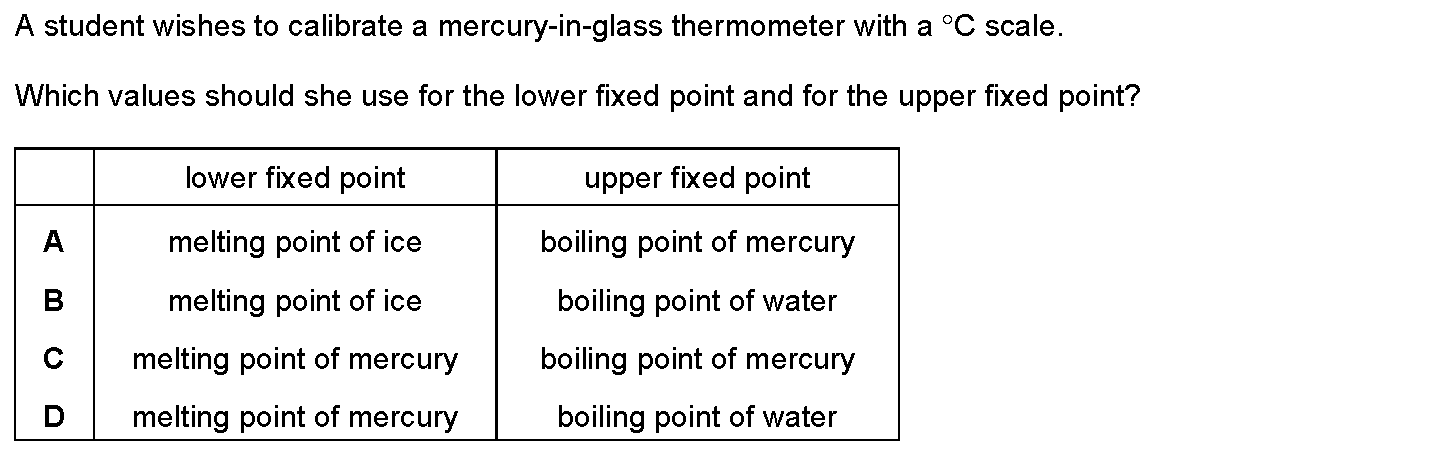 A student wishes to calibrate a mercury-in-glass thermometer with a °C scale.
Which values should she use for the lower fixed point and for the upper fixed point?
lower fixed point upper fixed point
A melting point of ice boiling point of mercury
B melting point of ice boiling point of water
C melting point of mercury boiling point of mercury
D melting point of mercury boiling point of water